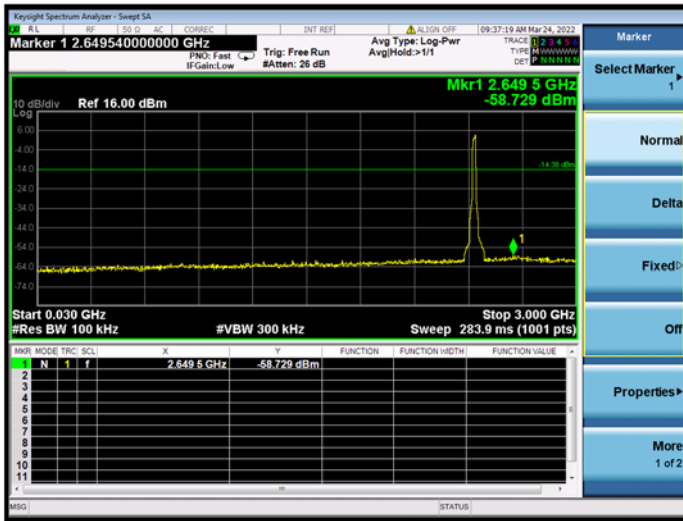 Keysight Spectrum Analyzer - Swept SA
RL RF 50 Ω AC CORREC INT REF ALIGN OFF 09:37:19 AM Mar 24, 2022
Marker 1 2.649540000000 GHz
PNO: Fast
IFGain:Low
Trig: Free Run
#Atten: 26 dB
Avg Type: Log-Pwr
Avg|Hold:>1/1
TRACE 1 2 3 4 5 6
TYPE M W W W W W
DET P N N N N N
Mkr1 2.649 5 GHz
-58.729 dBm
10 dB/div Ref 16.00 dBm
Log
6.00
-4.00
-14.0
-14.38 dBm
-24.0
-34.0
-44.0
-54.0
1
-64.0
-74.0
Start 0.030 GHz Stop 3.000 GHz
#Res BW 100 kHz #VBW 300 kHz Sweep 283.9 ms (1001 pts)
MKR MODE TRC SCL X Y FUNCTION FUNCTION WIDTH FUNCTION VALUE
1 N 1 f 2.649 5 GHz -58.729 dBm
2
3
4
5
6
7
8
9
10
11
MSG STATUS
Marker
Select Marker
1
Normal
Delta
Fixed
Off
Properties
More
1 of 2